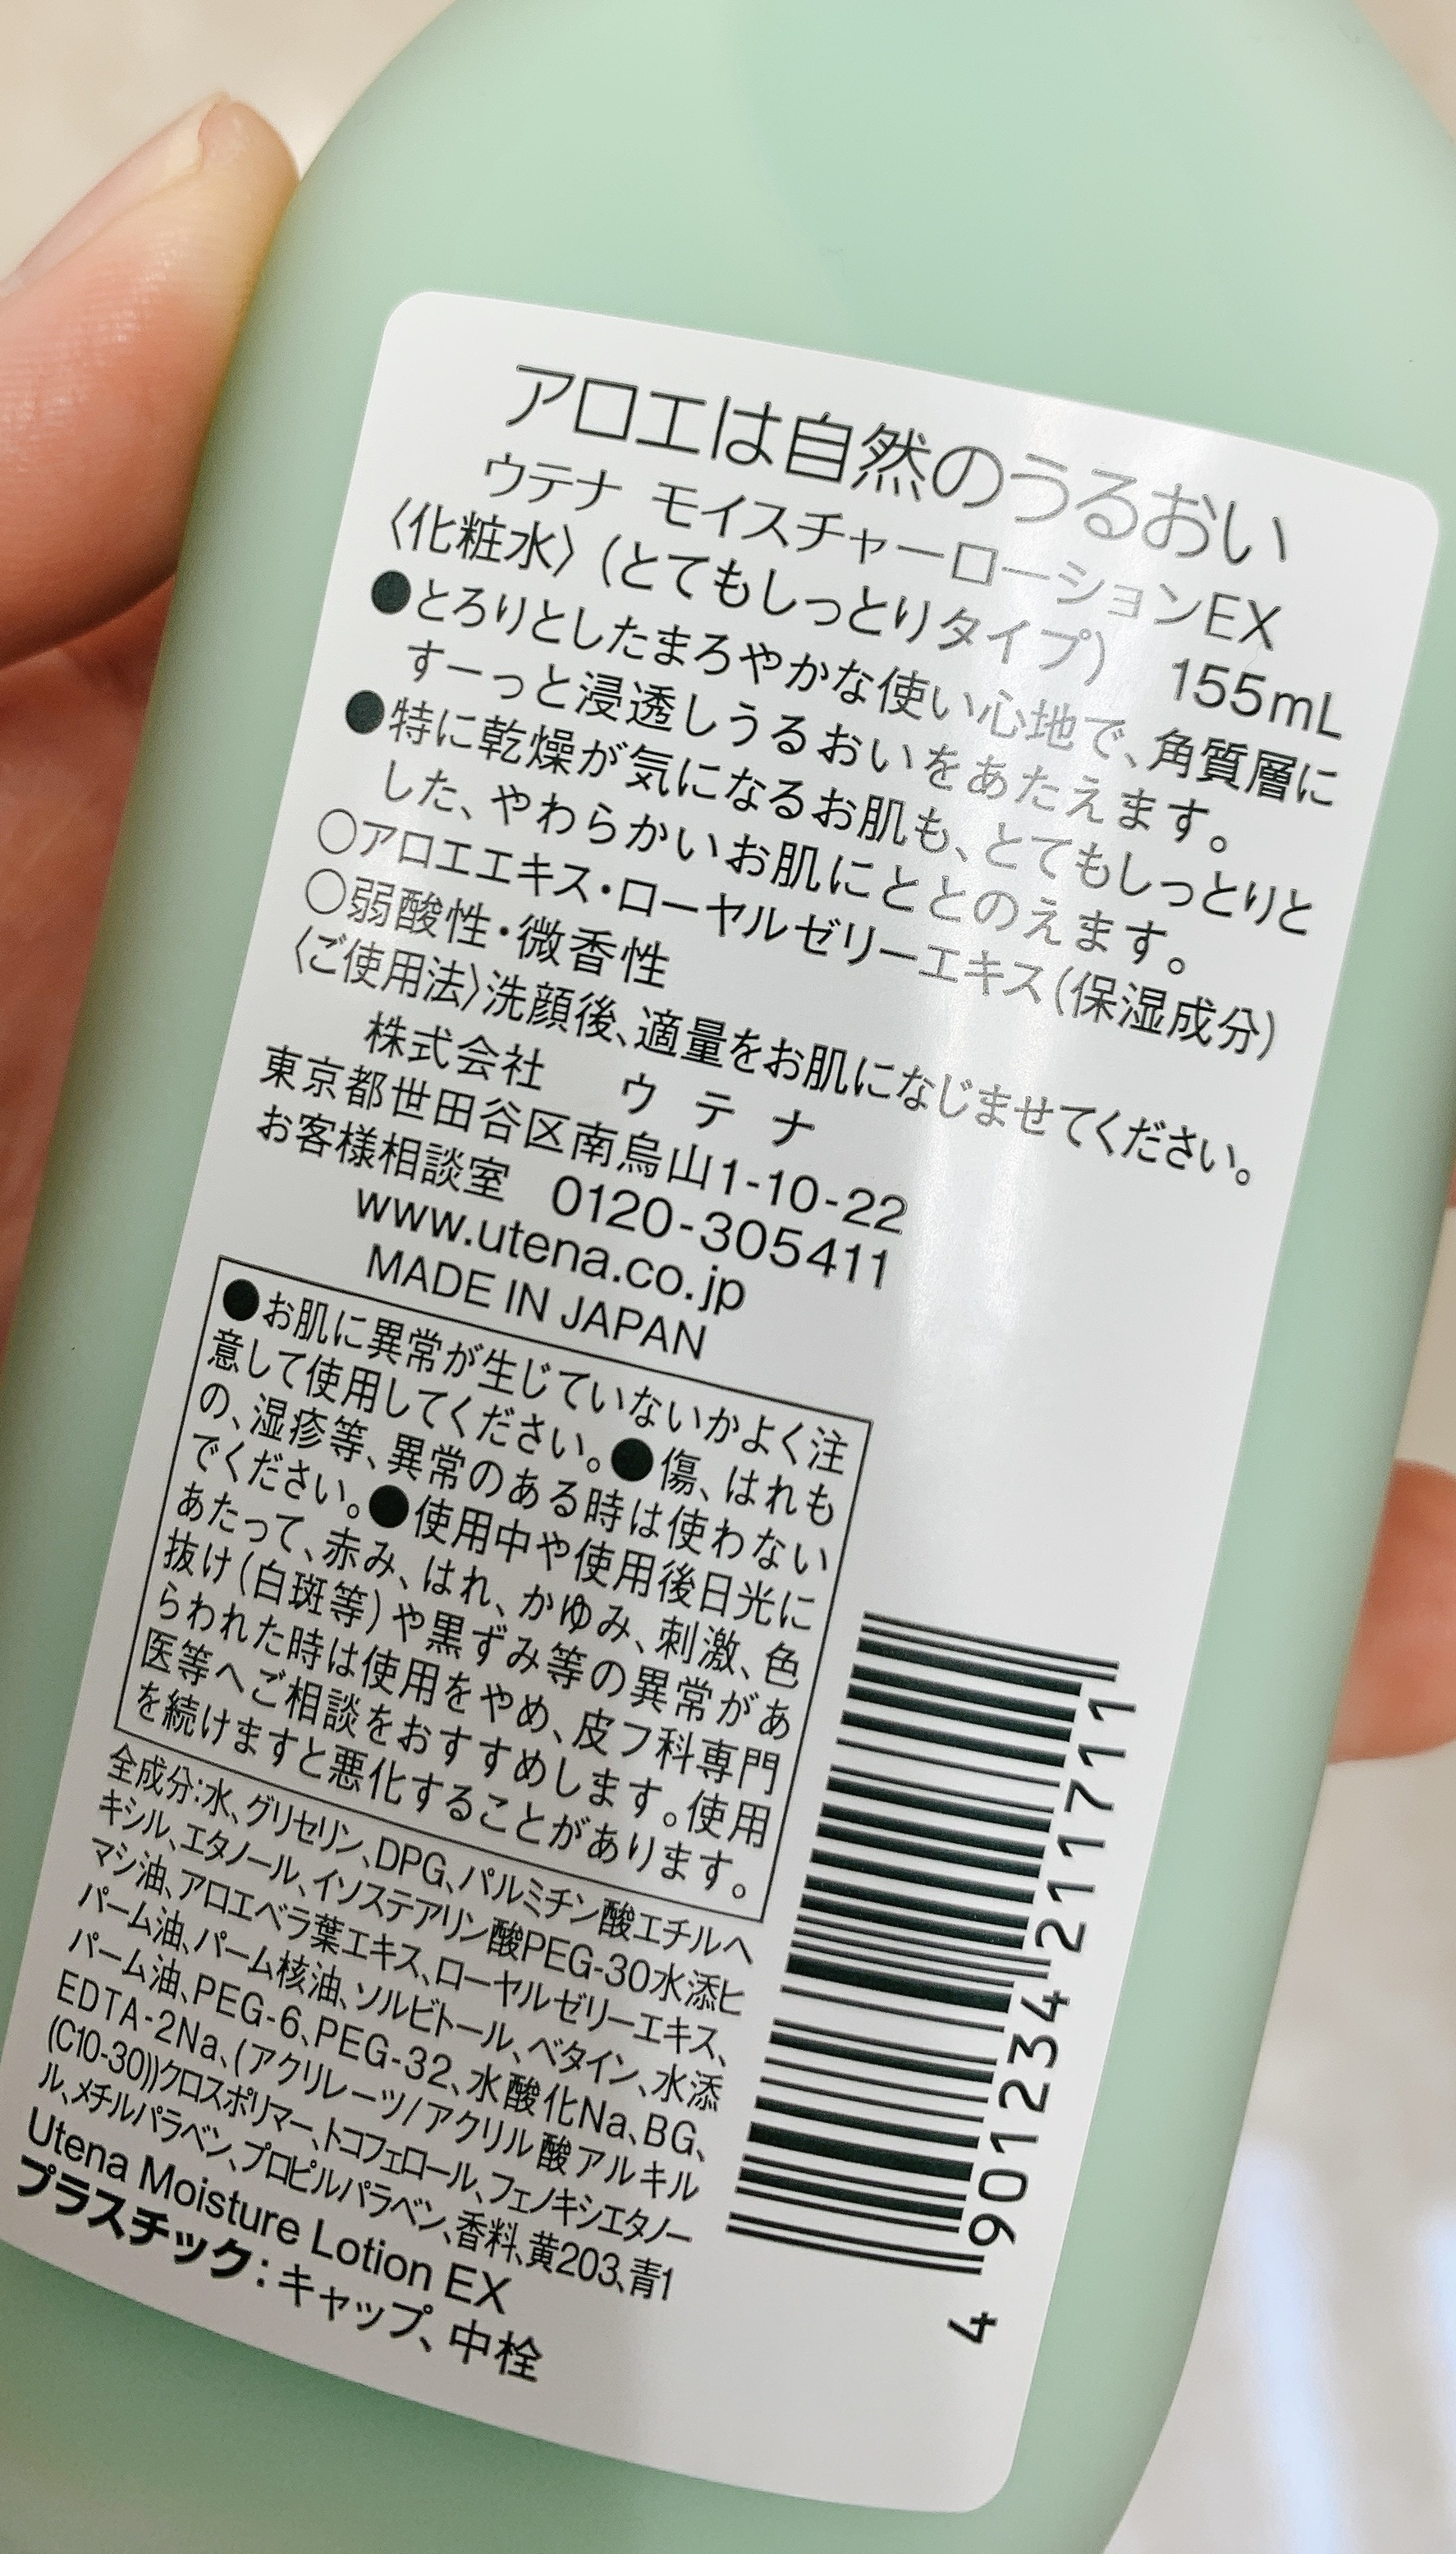 アロエは自然のうるおい
ウテナ モイスチャーローションEX
〈化粧水〉(とてもしっとりタイプ) 155mL
●とろりとしたまろやかな使い心地で、角質層に
すーっと浸透しうるおいをあたえます。
●特に乾燥が気になるお肌も、とてもしっとりと
した、やわらかいお肌にととのえます。
○アロエエキス・ローヤルゼリーエキス(保湿成分)
○弱酸性・微香性
〈ご使用法〉洗顔後、適量をお肌になじませてください。
株式会社 ウテナ
東京都世田谷区南烏山1-10-22
お客様相談室 0120-305411
www.utena.co.jp
MADE IN JAPAN
●お肌に異常が生じていないかよく注
意して使用してください。●傷、はれも
の、湿疹等、異常のある時は使わない
でください。●使用中や使用後日光に
あたって、赤み、はれ、かゆみ、刺激、色
抜け(白斑等)や黒ずみ等の異常があ
らわれた時は使用をやめ、皮フ科専門
医等へご相談をおすすめします。使用
を続けますと悪化することがあります。
全成分:水、グリセリン、DPG、パルミチン酸エチルヘ
キシル、エタノール、イソステアリン酸PEG-30水添ヒ
マシ油、アロエベラ葉エキス、ローヤルゼリーエキス、
パーム油、パーム核油、ソルビトール、ベタイン、水添
パーム油、PEG-6、PEG-32、水酸化Na、BG、
EDTA-2Na、(アクリレーツ/アクリル酸アルキル
(C10-30))クロスポリマー、トコフェロール、フェノキシエタノー
ル、メチルパラベン、プロピルパラベン、香料、黄203、青1
Utena Moisture Lotion EX
プラスチック:キャップ、中栓
4 901234 211711